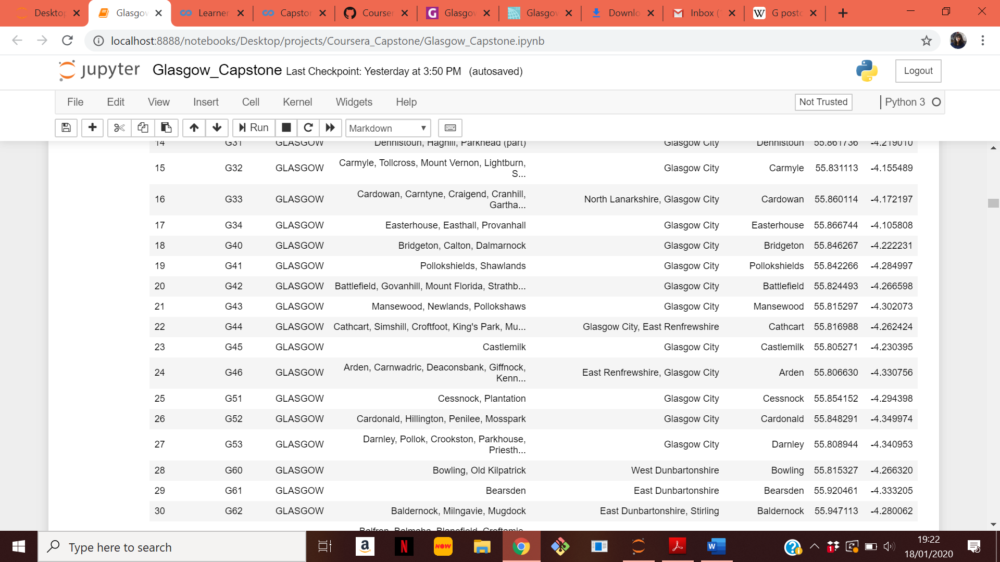 Desktop
Glasgow
Learner
Capston
Course
Glasgow
Glasgow
Downlo
Inbox (
G postc
localhost:8888/notebooks/Desktop/projects/Coursera_Capstone/Glasgow_Capstone.ipynb
jupyter Glasgow_Capstone Last Checkpoint: Yesterday at 3:50 PM (autosaved) Logout
File Edit View Insert Cell Kernel Widgets Help Not Trusted Python 3
Run Markdown
14 G31 GLASGOW Dennistoun, Haghill, Parkhead (part) Glasgow City Dennistoun 55.861736 -4.219010
15 G32 GLASGOW Carmyle, Tollcross, Mount Vernon, Lightburn, S... Glasgow City Carmyle 55.831113 -4.155489
16 G33 GLASGOW Cardowan, Carntyne, Craigend, Cranhill, Gartha... North Lanarkshire, Glasgow City Cardowan 55.860114 -4.172197
17 G34 GLASGOW Easterhouse, Easthall, Provanhall Glasgow City Easterhouse 55.866744 -4.105808
18 G40 GLASGOW Bridgeton, Calton, Dalmarnock Glasgow City Bridgeton 55.846267 -4.222231
19 G41 GLASGOW Pollokshields, Shawlands Glasgow City Pollokshields 55.842266 -4.284997
20 G42 GLASGOW Battlefield, Govanhill, Mount Florida, Strathb... Glasgow City Battlefield 55.824493 -4.266598
21 G43 GLASGOW Mansewood, Newlands, Pollokshaws Glasgow City Mansewood 55.815297 -4.302073
22 G44 GLASGOW Cathcart, Simshill, Croftfoot, King's Park, Mu... Glasgow City, East Renfrewshire Cathcart 55.816988 -4.262424
23 G45 GLASGOW Castlemilk Glasgow City Castlemilk 55.805271 -4.230395
24 G46 GLASGOW Arden, Carnwadric, Deaconsbank, Giffnock, Kenn... East Renfrewshire, Glasgow City Arden 55.806630 -4.330756
25 G51 GLASGOW Cessnock, Plantation Glasgow City Cessnock 55.854152 -4.294398
26 G52 GLASGOW Cardonald, Hillington, Penilee, Mosspark Glasgow City Cardonald 55.848291 -4.349974
27 G53 GLASGOW Darnley, Pollok, Crookston, Parkhouse, Priesth... Glasgow City Darnley 55.808944 -4.340953
28 G60 GLASGOW Bowling, Old Kilpatrick West Dunbartonshire Bowling 55.815327 -4.266320
29 G61 GLASGOW Bearsden East Dunbartonshire Bearsden 55.920461 -4.333205
30 G62 GLASGOW Baldernock, Milngavie, Mugdock East Dunbartonshire, Stirling Baldernock 55.947113 -4.280062
Balfron, Balmaha, Blanefield, Croftamie,
Type here to search
NOW
19:22
18/01/2020